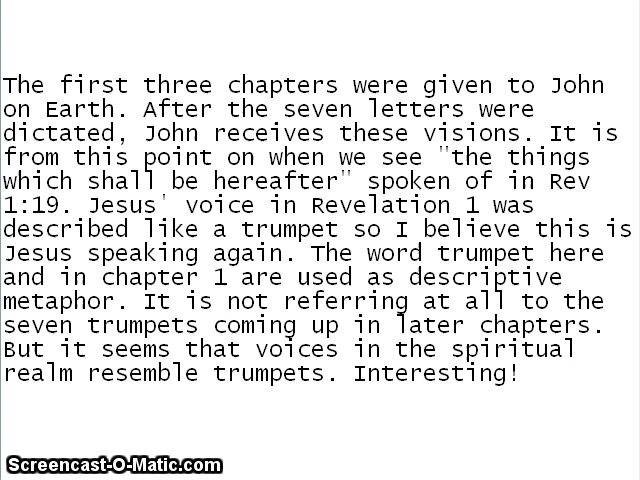 The first three chapters were given to John
on Earth. After the seven letters were
dictated, John receives these visions. It is
from this point on when we see "the things
which shall be hereafter" spoken of in Rev
1:19. Jesus' voice in Revelation 1 was
described like a trumpet so I believe this is
Jesus speaking again. The word trumpet here
and in chapter 1 are used as descriptive
metaphor. It is not referring at all to the
seven trumpets coming up in later chapters.
But it seems that voices in the spiritual
realm resemble trumpets. Interesting!
Screencast-O-Matic.com